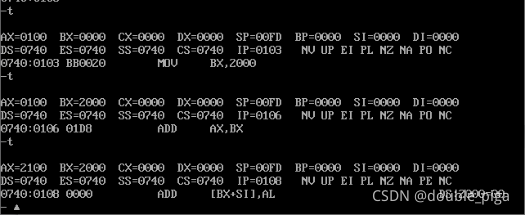 -t
AX=0100 BX=0000 CX=0000 DX=0000 SP=00FD BP=0000 SI=0000 DI=0000
DS=0740 ES=0740 SS=0740 CS=0740 IP=0103 NV UP EI PL NZ NA PO NC
0740:0103 BB0020 MOV BX,2000
-t
AX=0100 BX=2000 CX=0000 DX=0000 SP=00FD BP=0000 SI=0000 DI=0000
DS=0740 ES=0740 SS=0740 CS=0740 IP=0106 NV UP EI PL NZ NA PO NC
0740:0106 01D8 ADD AX,BX
-t
AX=2100 BX=2000 CX=0000 DX=0000 SP=00FD BP=0000 SI=0000 DI=0000
DS=0740 ES=0740 SS=0740 CS=0740 IP=0108 NV UP EI PL NZ NA PE NC
0740:0108 0000 ADD [BX+SI],AL
-
CSDN @double_piga